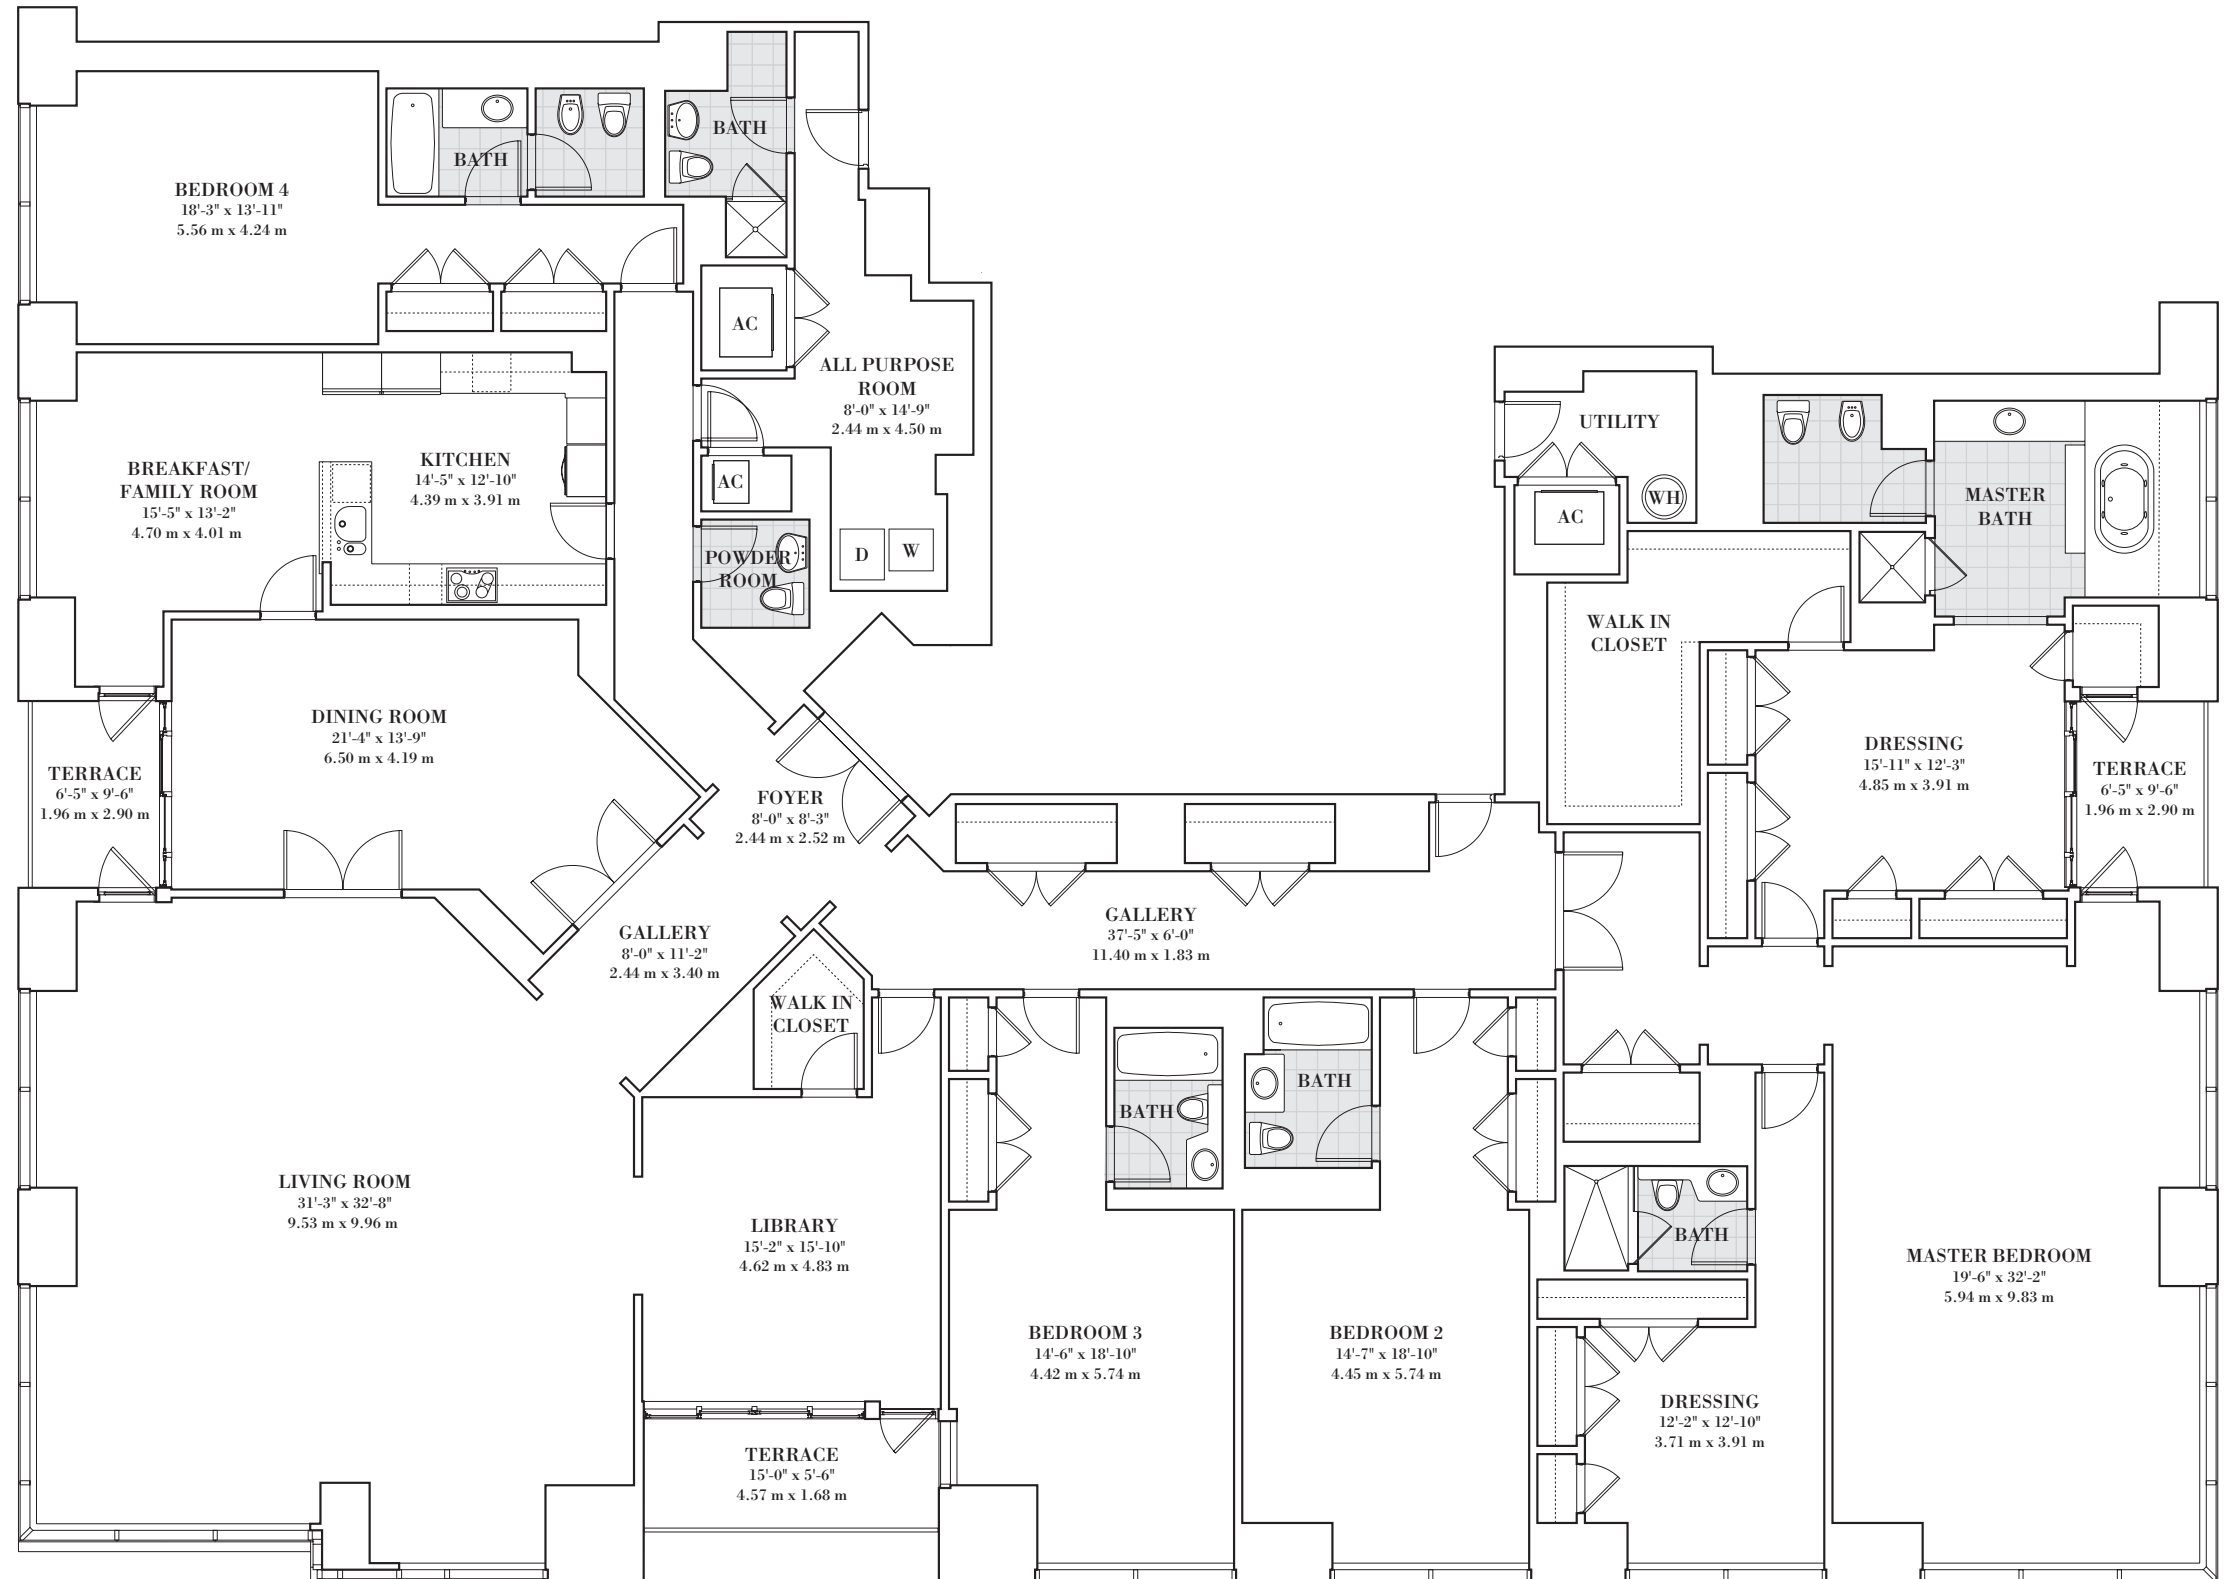 BATH
BATH
BEDROOM 4
18'-3" x 13'-11"
5.56 m x 4.24 m
AC
ALL PURPOSE
ROOM
8'-0" x 14'-9"
2.44 m x 4.50 m
UTILITY
BREAKFAST/
FAMILY ROOM
15'-5" x 13'-2"
4.70 m x 4.01 m
KITCHEN
14'-5" x 12'-10"
4.39 m x 3.91 m
AC
WH
AC
MASTER
BATH
POWDER
ROOM
D
W
WALK IN
CLOSET
DINING ROOM
21'-4" x 13'-9"
6.50 m x 4.19 m
TERRACE
6'-5" x 9'-6"
1.96 m x 2.90 m
FOYER
8'-0" x 8'-3"
2.44 m x 2.52 m
DRESSING
15'-11" x 12'-3"
4.85 m x 3.91 m
TERRACE
6'-5" x 9'-6"
1.96 m x 2.90 m
GALLERY
8'-0" x 11'-2"
2.44 m x 3.40 m
GALLERY
37'-5" x 6'-0"
11.40 m x 1.83 m
WALK IN
CLOSET
BATH
BATH
LIVING ROOM
31'-3" x 32'-8"
9.53 m x 9.96 m
LIBRARY
15'-2" x 15'-10"
4.62 m x 4.83 m
BATH
MASTER BEDROOM
19'-6" x 32'-2"
5.94 m x 9.83 m
BEDROOM 3
14'-6" x 18'-10"
4.42 m x 5.74 m
BEDROOM 2
14'-7" x 18'-10"
4.45 m x 5.74 m
DRESSING
12'-2" x 12'-10"
3.71 m x 3.91 m
TERRACE
15'-0" x 5'-6"
4.57 m x 1.68 m